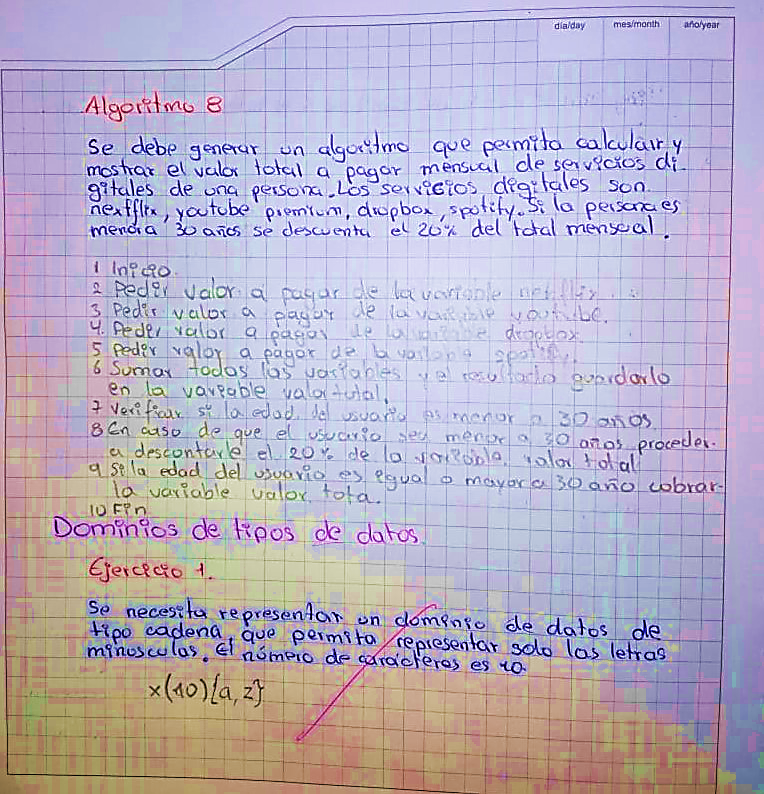 día/day mes/month año/year
Algoritmo 8
Se debe generar un algoritmo que permita calcular y
mostrar el valor total a pagar mensual de servicios di
gitales de una persona. Los servicios digitales son
nexfflix, youtube premium, dropbox, spotify. Si la persona es
menor a 30 años se descuenta el 20% del total mensual.
1 Inicio.
2 Pedir valor a pagar de la variable netflix.
3 Pedir valor a pagar de la variable youtube.
4. Peder valor a pagar de la variable dropbox
5 Pedir valor a pagar de la variable spotify.
6 Sumar todos las variables y el resultado guardarlo
en la variable valor total.
7 Verificar si la edad del usuario es menor a 30 años
8 En caso de que el usuario sea menor a 30 años proceder.
a descontarle el 20% de la variable valor total
9 Si la edad del usuario es igual o mayor a 30 año cobrar
la variable valor tota.
10 Fin
Dominios de tipos de datos.
Ejercicio 1.
Se necesita representar un dominio de datos de
tipo cadena, que permita representar solo las letras
minosculas. El número de carácteres es 10
x(10){a,z}